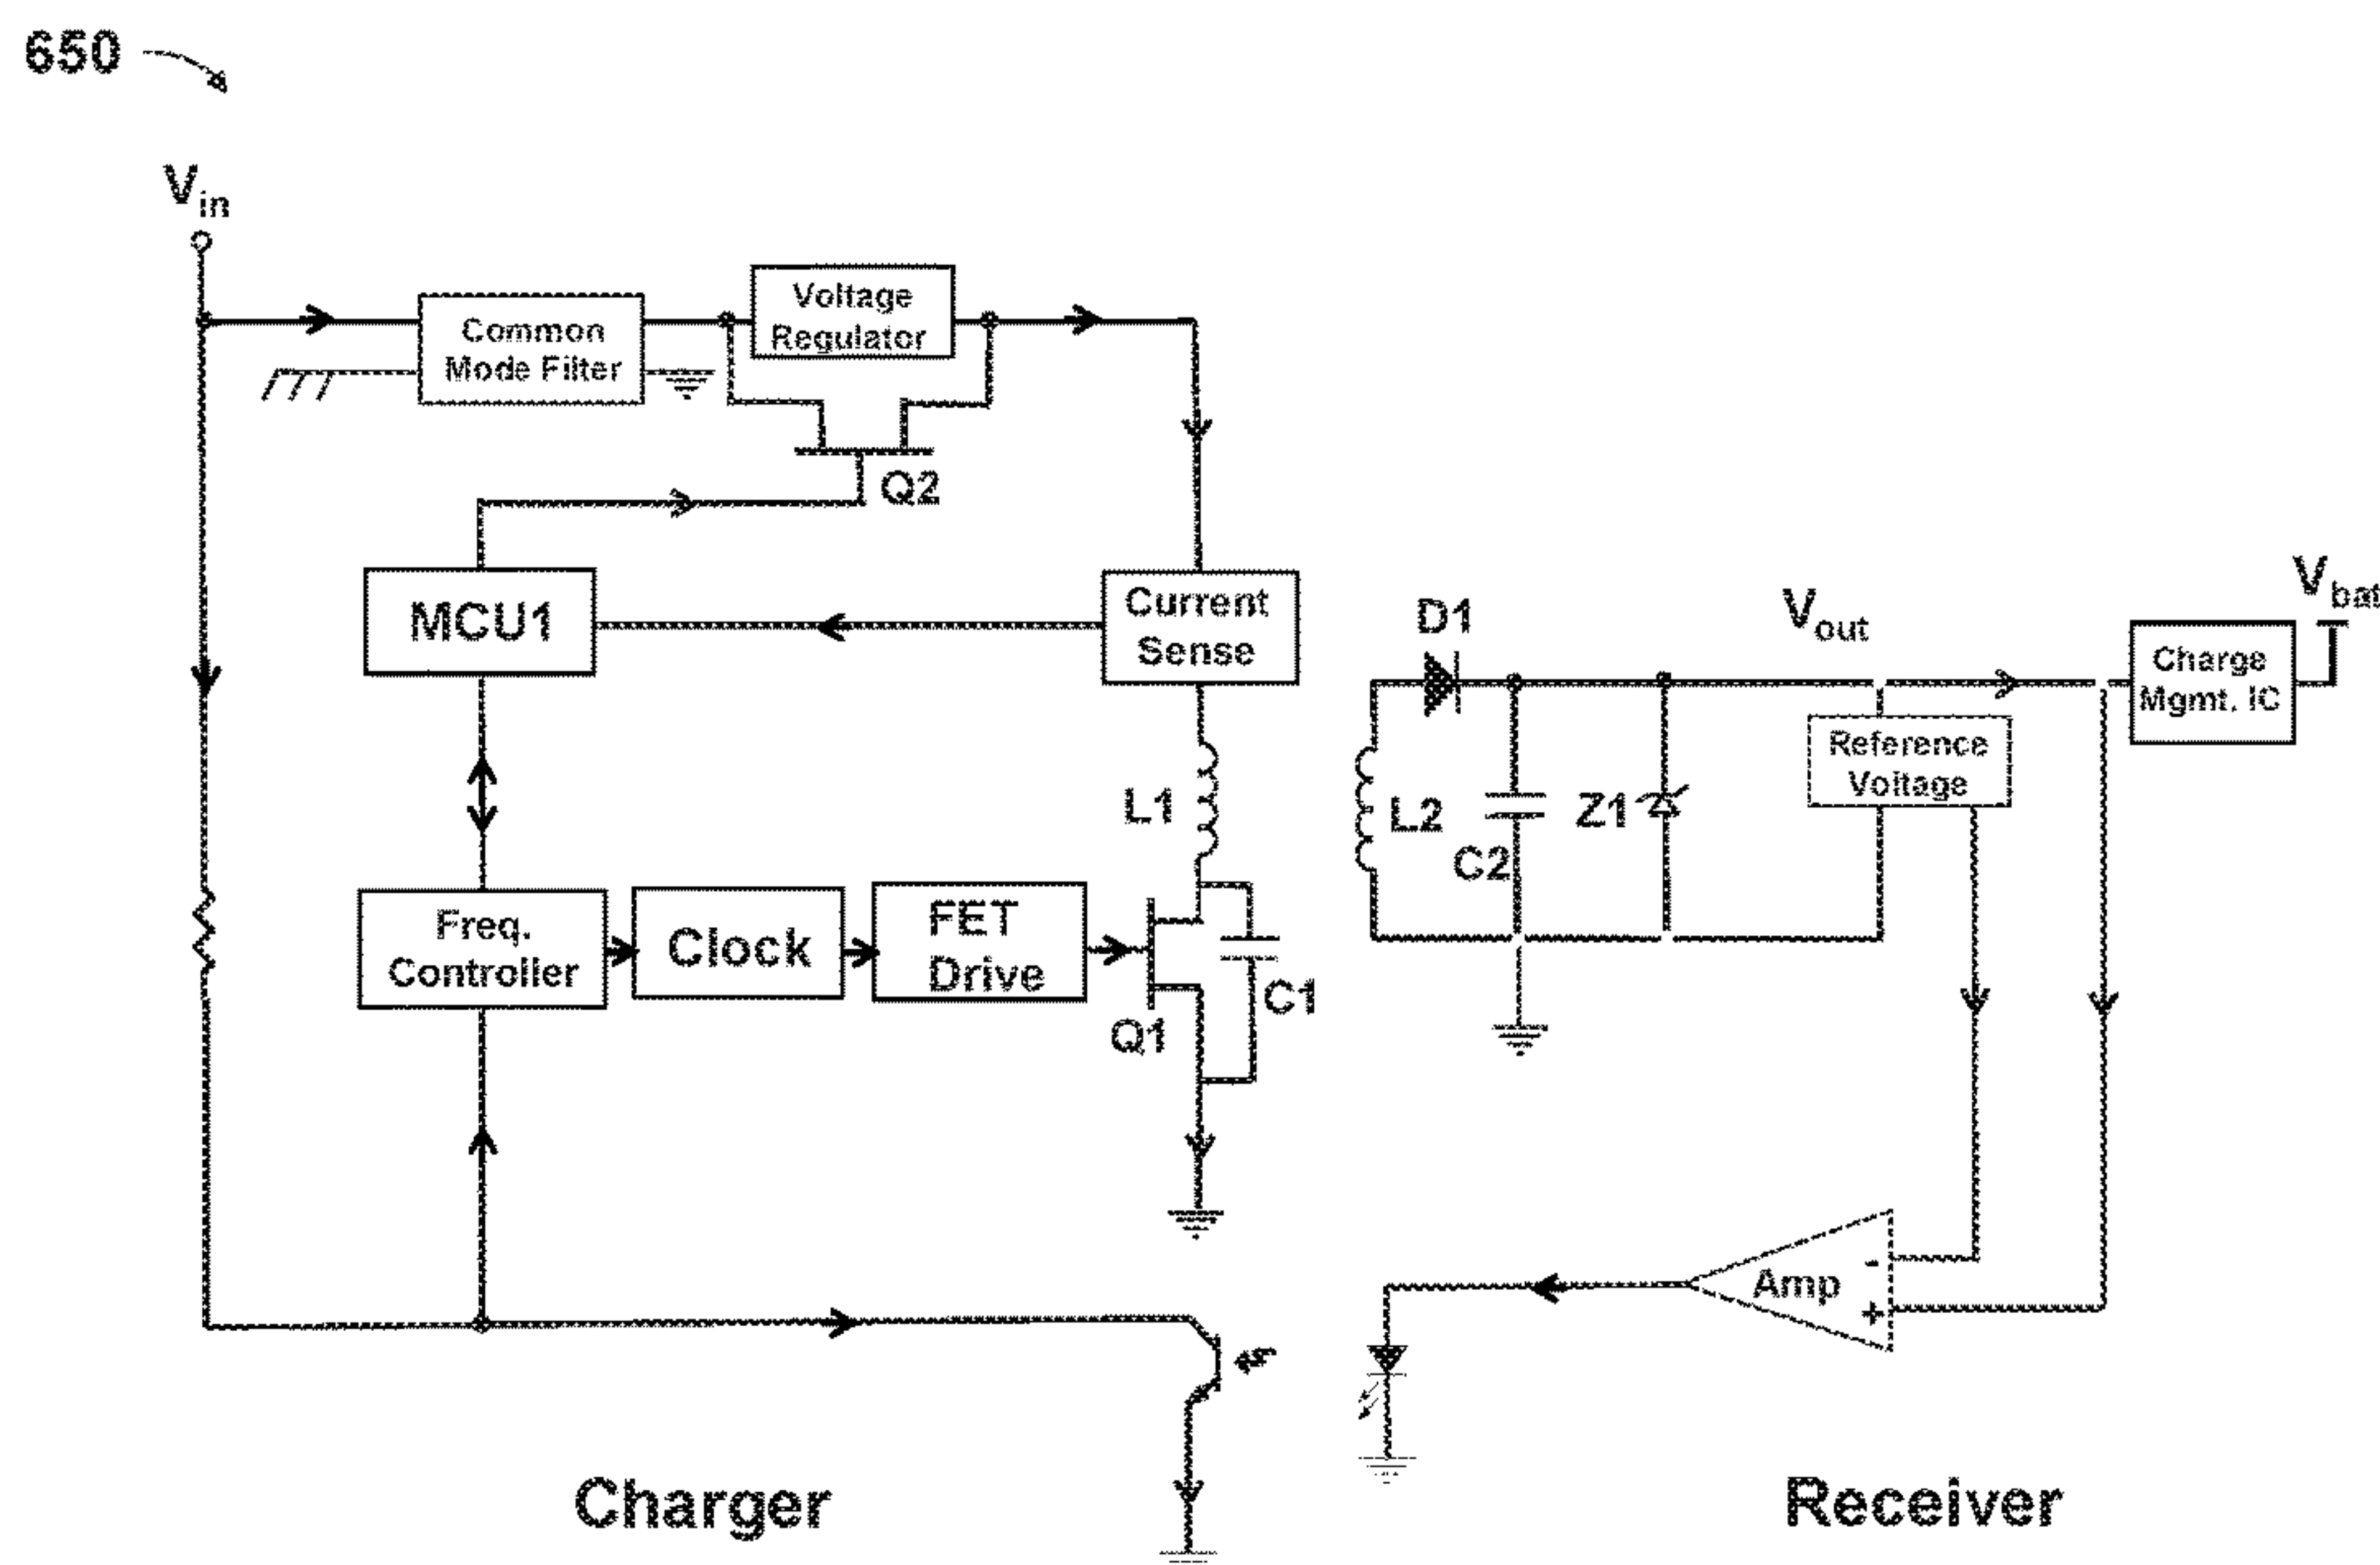 650
Vin
Voltage
Regulator
Common
Mode Filter
Q2
MCU1
Current
Sense
Vbat
Vout
D1
Charge
Mgmt. IC
Reference
Voltage
L1
L2
Z1
C2
Freq.
Controller
Clock
FET
Drive
C1
Q1
-
Amp
+
Charger
Receiver